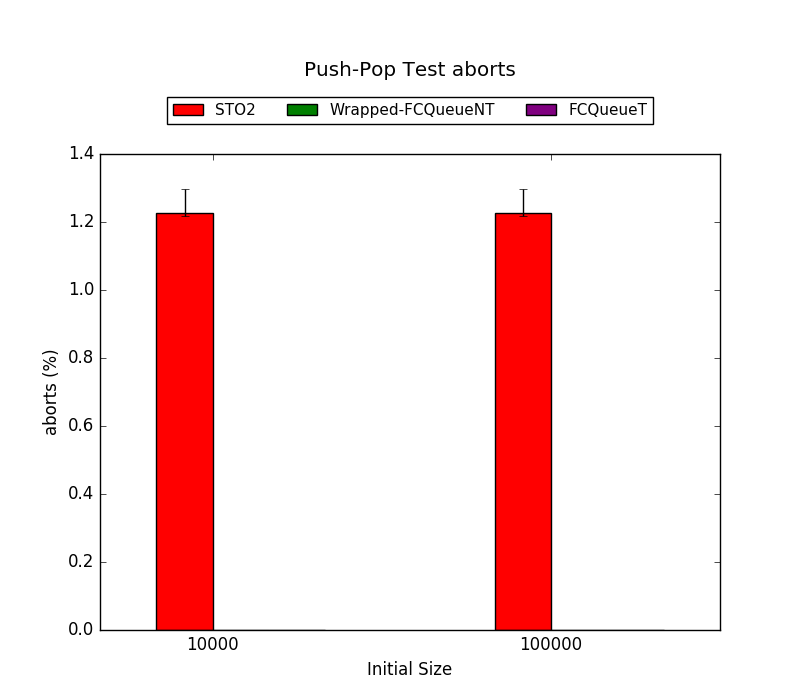 Push-Pop Test aborts
STO2 Wrapped-FCQueueNT FCQueueT
1.4
1.2
1.0
0.8
0.6
0.4
0.2
0.0
aborts (%)
10000 100000
Initial Size